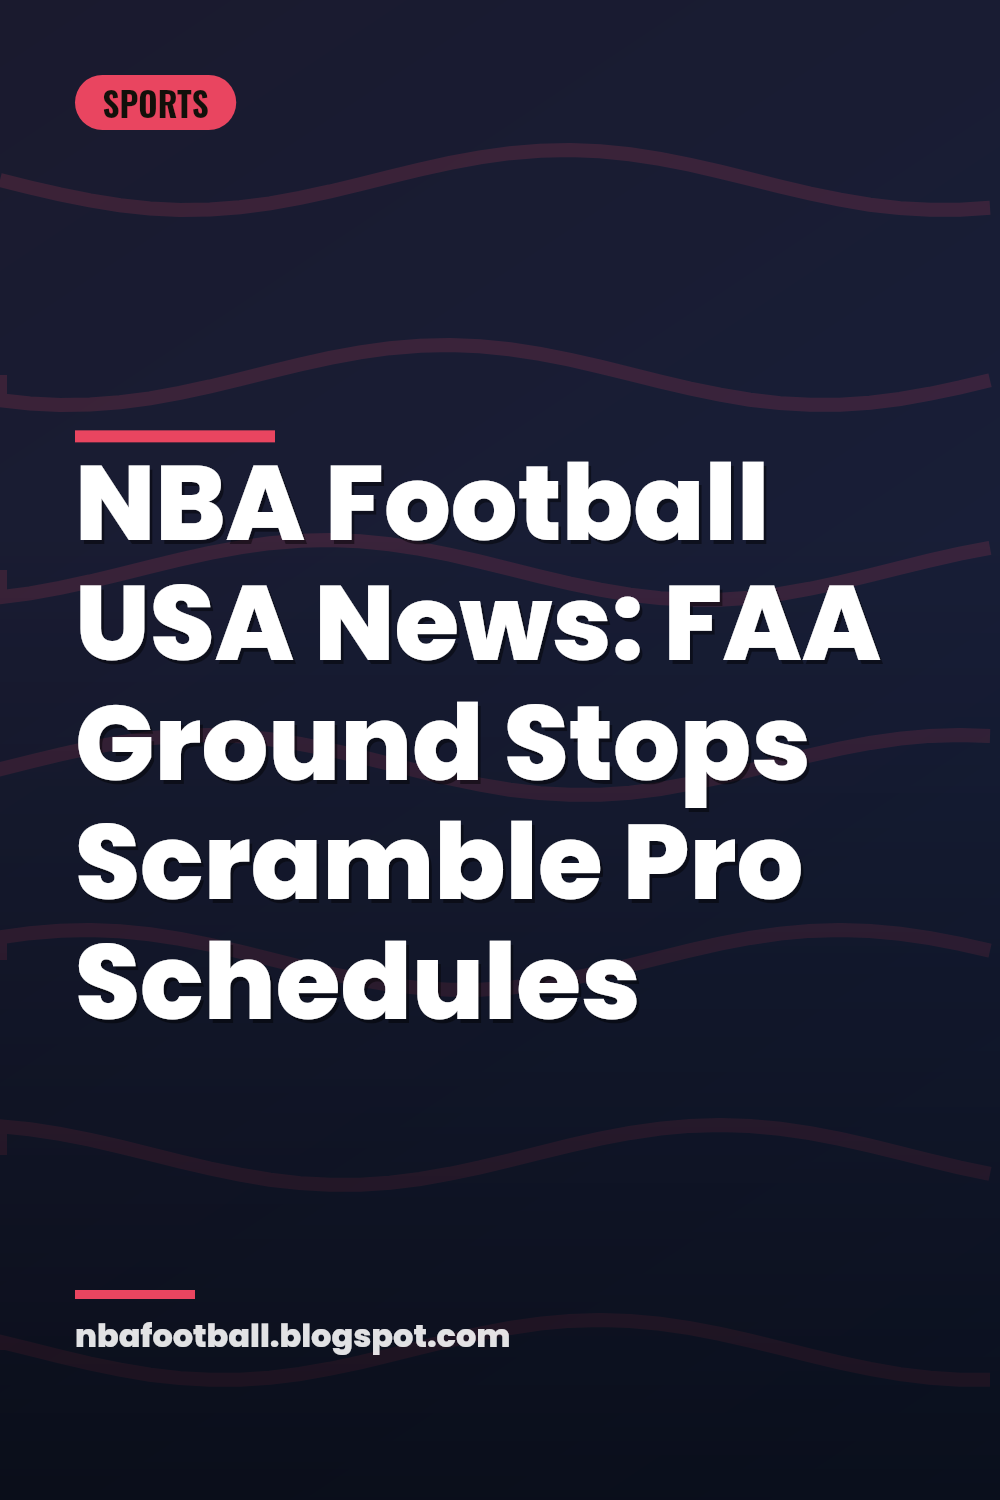 SPORTS
NBA Football
USA News: FAA
Ground Stops
Scramble Pro
Schedules
nbafootball.blogspot.com